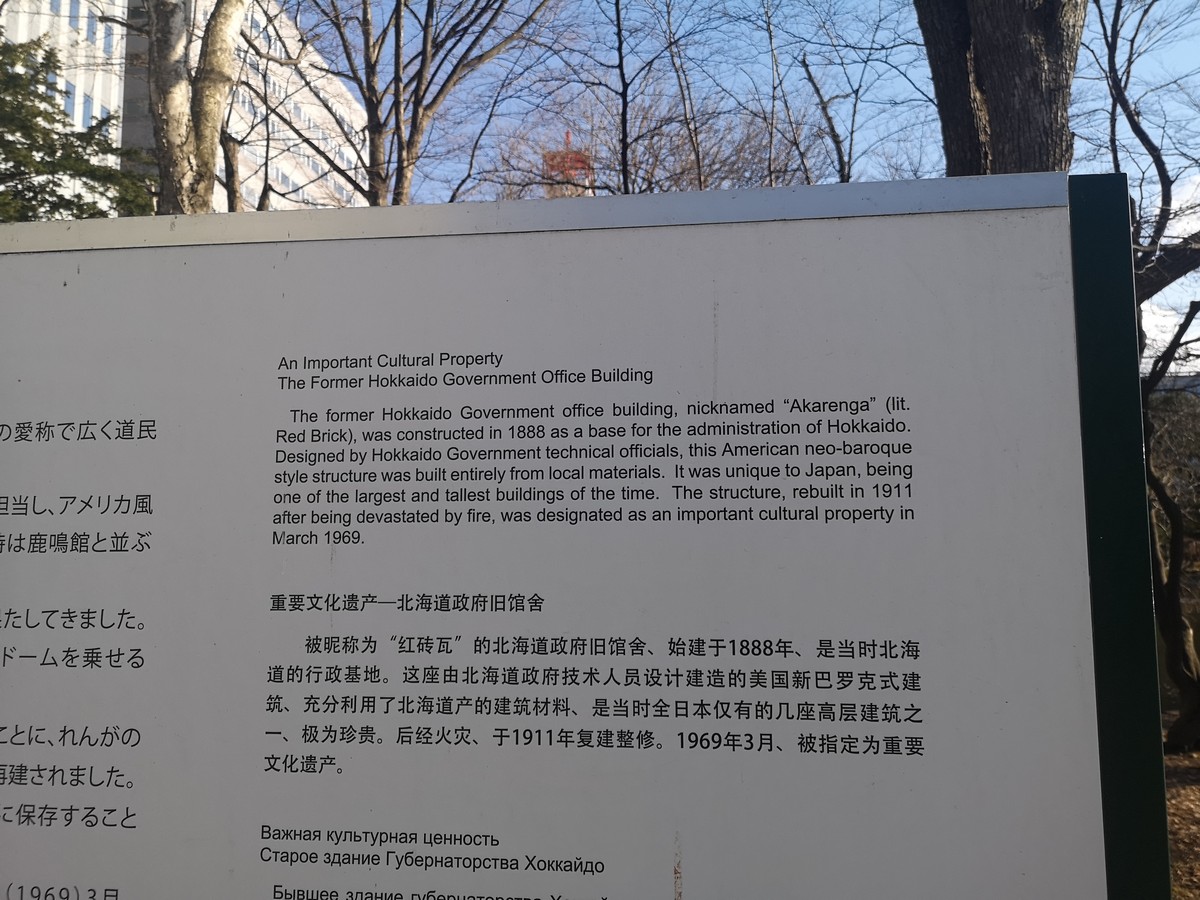 の愛称で広く道民
担当し、アメリカ風
時は鹿鳴館と並ぶ
たしてきました。
ドームを乗せる
ことに、れんがの
再建されました。
に保存すること
(1969)3月
An Important Cultural Property
The Former Hokkaido Government Office Building
The former Hokkaido Government office building, nicknamed “Akarenga” (lit.
Red Brick), was constructed in 1888 as a base for the administration of Hokkaido.
Designed by Hokkaido Government technical officials, this American neo-baroque
style structure was built entirely from local materials. It was unique to Japan, being
one of the largest and tallest buildings of the time. The structure, rebuilt in 1911
after being devastated by fire, was designated as an important cultural property in
March 1969.
重要文化遗产—北海道政府旧馆舍
被昵称为“红砖瓦”的北海道政府旧馆舍、始建于1888年、是当时北海
道的行政基地。这座由北海道政府技术人员设计建造的美国新巴罗克式建
筑、充分利用了北海道产的建筑材料、是当时全日本仅有的几座高层建筑之
一、极为珍贵。后经火灾、于1911年复建整修。1969年3月、被指定为重要
文化遗产。
Важная культурная ценность
Старое здание Губернаторства Хоккайдо
Бывшее здание губернаторства